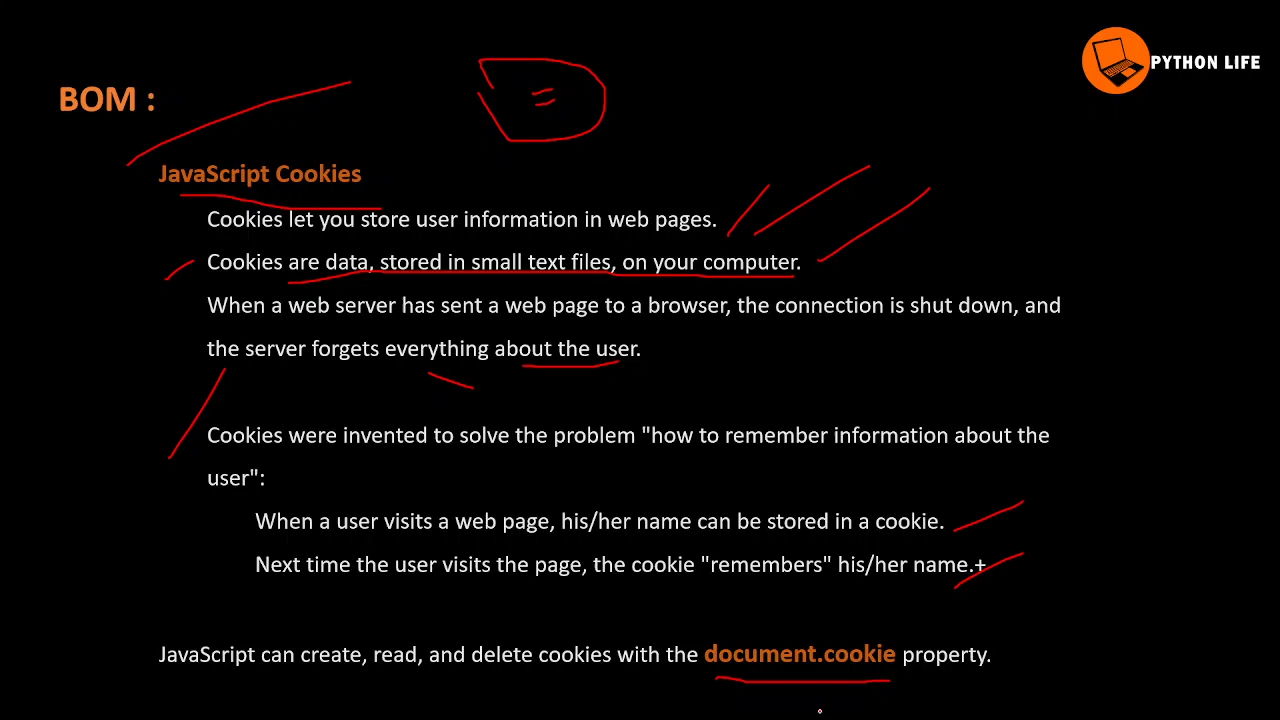 PYTHON LIFE
BOM :
JavaScript Cookies
Cookies let you store user information in web pages.
Cookies are data, stored in small text files, on your computer.
When a web server has sent a web page to a browser, the connection is shut down, and
the server forgets everything about the user.
Cookies were invented to solve the problem "how to remember information about the
user":
When a user visits a web page, his/her name can be stored in a cookie.
Next time the user visits the page, the cookie "remembers" his/her name.+
JavaScript can create, read, and delete cookies with the document.cookie property.